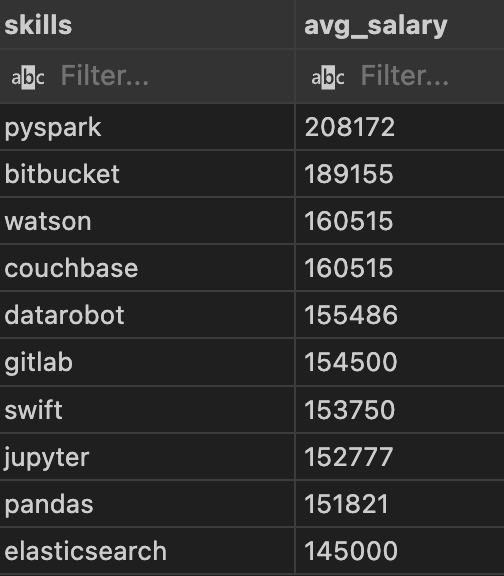 skills avg_salary
abc Filter... abc Filter...
pyspark 208172
bitbucket 189155
watson 160515
couchbase 160515
datarobot 155486
gitlab 154500
swift 153750
jupyter 152777
pandas 151821
elasticsearch 145000